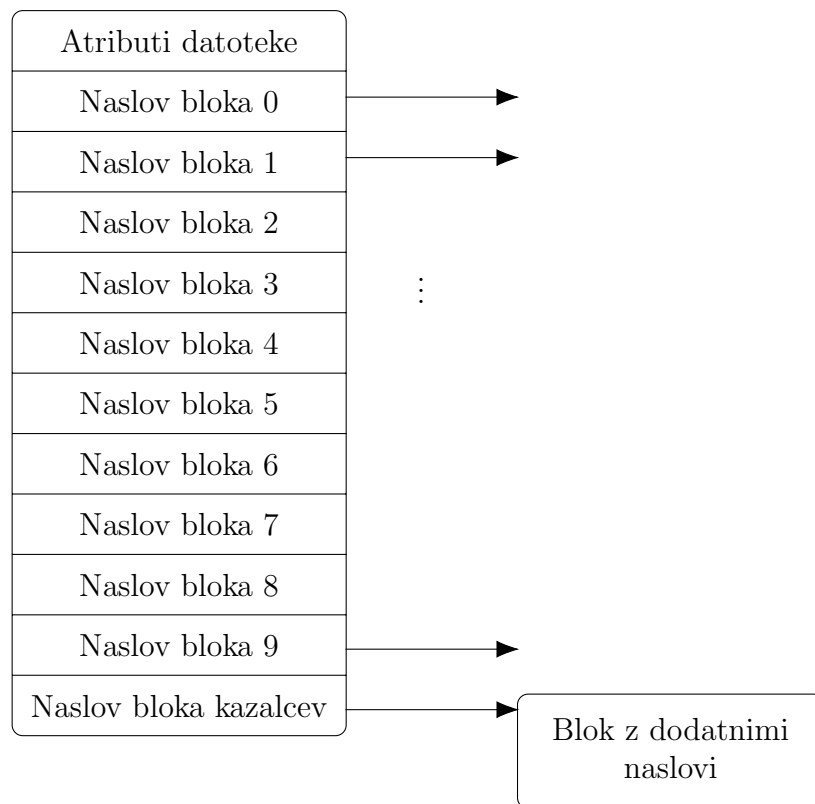 Atributi datoteke
Naslov bloka 0
Naslov bloka 1
Naslov bloka 2
Naslov bloka 3
Naslov bloka 4
Naslov bloka 5
Naslov bloka 6
Naslov bloka 7
Naslov bloka 8
Naslov bloka 9
Naslov bloka kazalcev
Blok z dodatnimi
naslovi